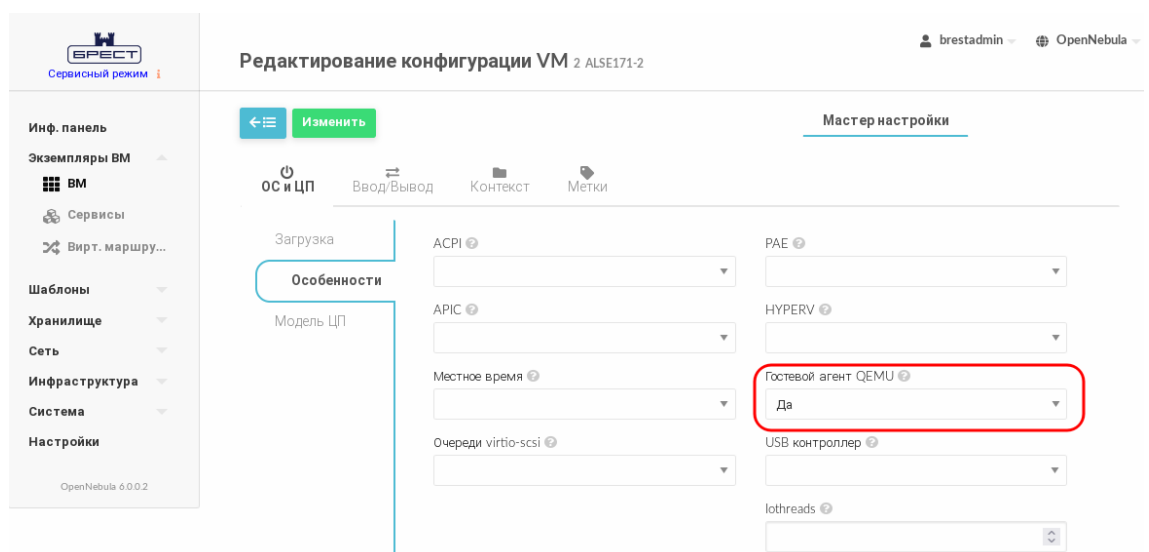 БРЕСТ
Сервисный режим
brestadmin
OpenNebula
Редактирование конфигурации VM 2 ALSE171-2
Инф. панель
Экземпляры ВМ
ВМ
Сервисы
Вирт. маршру...
Шаблоны
Хранилище
Сеть
Инфраструктура
Система
Настройки
OpenNebula 6.0.0.2
Изменить
Мастер настройки
ОС и ЦП
Ввод/Вывод
Контекст
Метки
Загрузка
Особенности
Модель ЦП
ACPI
PAE
APIC
HYPERV
Местное время
Гостевой агент QEMU
Да
Очереди virtio-scsi
USB контроллер
Iothreads